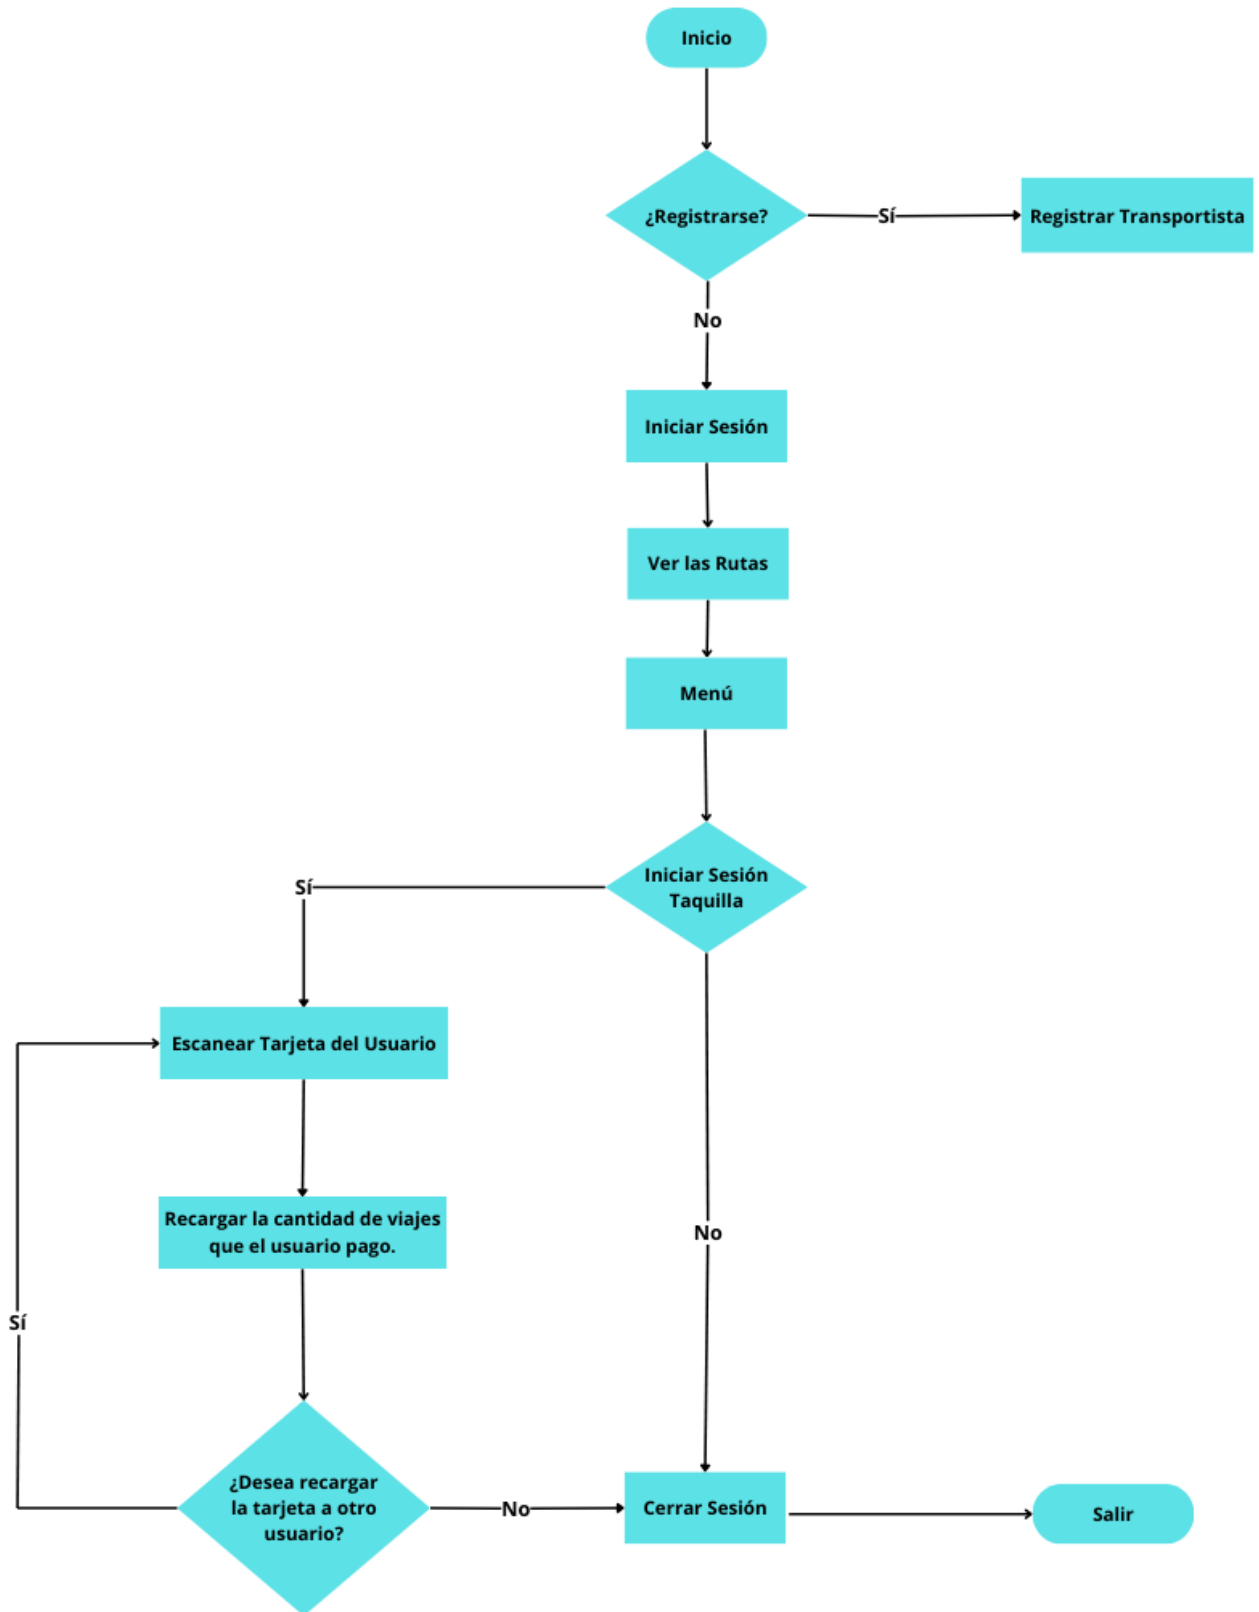 Inicio
¿Registrarse?
Sí
Registrar Transportista
No
Iniciar Sesión
Ver las Rutas
Menú
Iniciar Sesión
Taquilla
Sí
Escanear Tarjeta del Usuario
Recargar la cantidad de viajes
que el usuario pago.
No
Sí
¿Desea recargar
la tarjeta a otro
usuario?
No
Cerrar Sesión
Salir